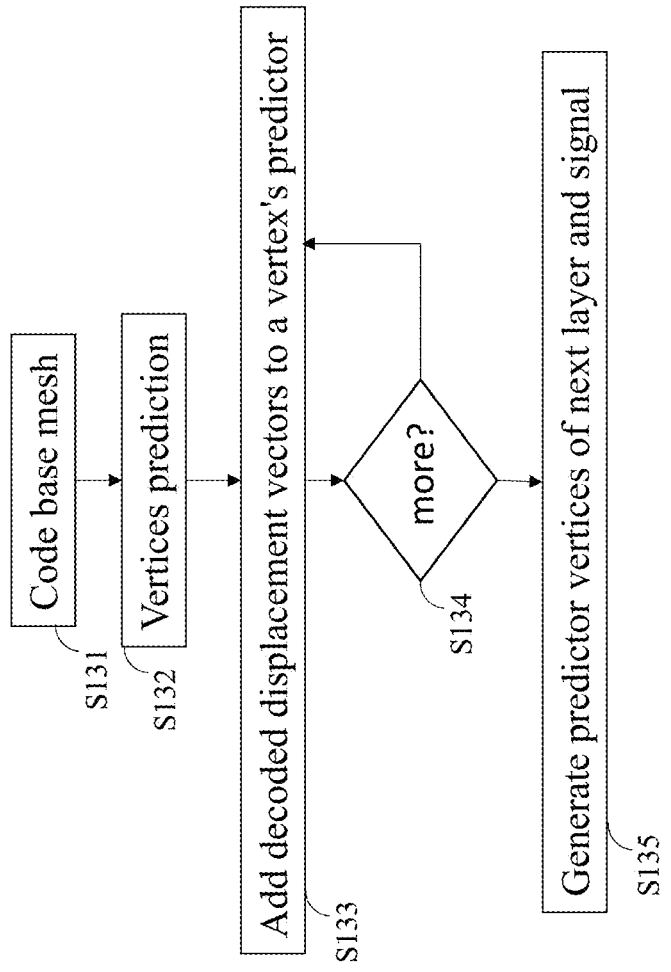 Code base mesh
S131
Vertices prediction
S132
Add decoded displacement vectors to a vertex's predictor
S133
more?
S134
Generate predictor vertices of next layer and signal
S135